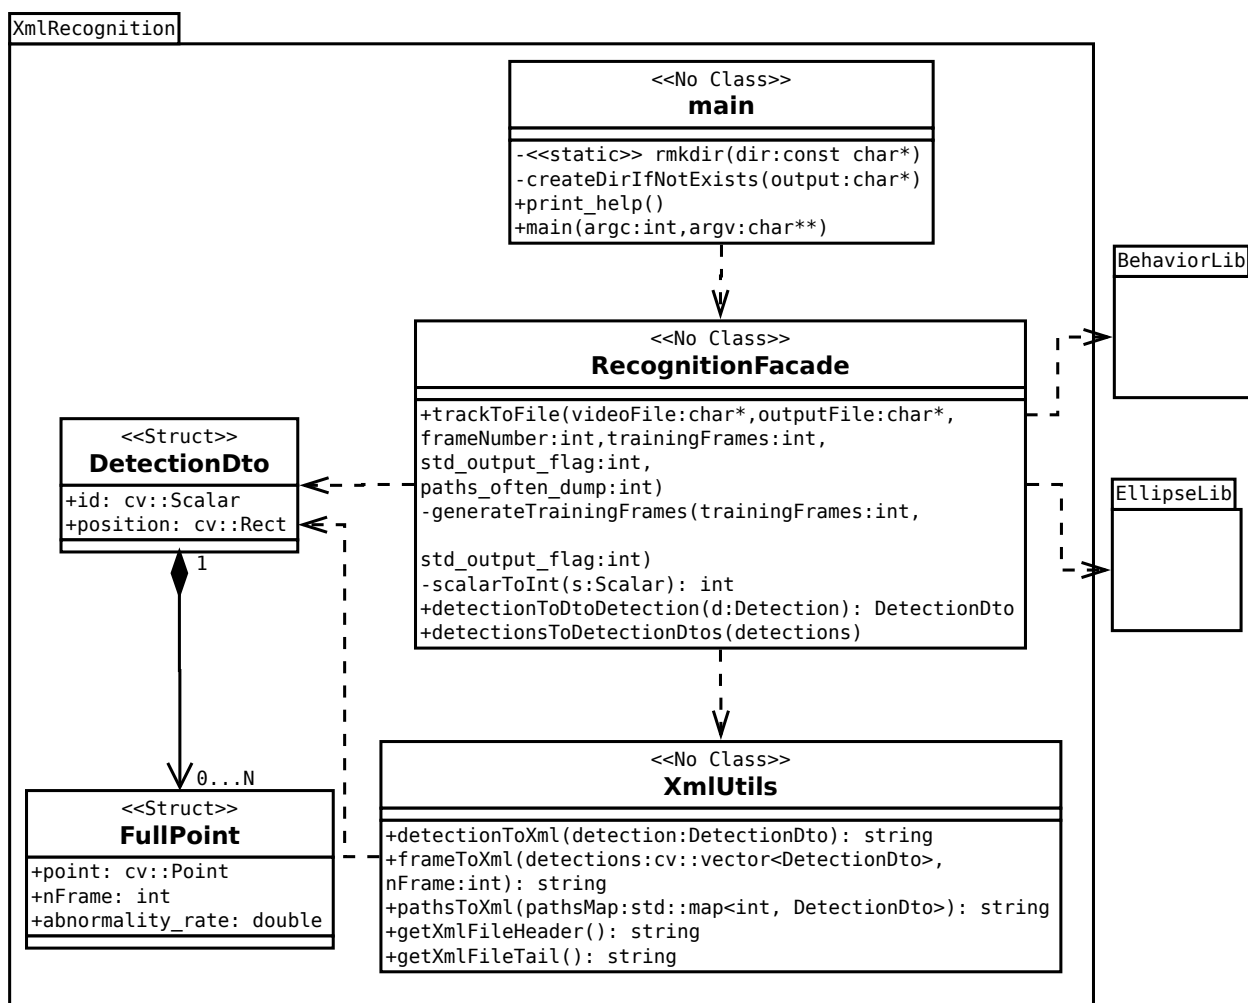 XmlRecognition
<<No Class>>
main
-<<static>> rmkdir(dir:const char*)
-createDirIfNotExists(output:char*)
+print_help()
+main(argc:int,argv:char**)
BehaviorLib
<<No Class>>
RecognitionFacade
+trackToFile(videoFile:char*,outputFile:char*,
frameNumber:int,trainingFrames:int,
std_output_flag:int,
paths_often_dump:int)
-generateTrainingFrames(trainingFrames:int,
std_output_flag:int)
-scalarToInt(s:Scalar): int
+detectionToDtoDetection(d:Detection): DetectionDto
+detectionsToDetectionDtos(detections)
<<Struct>>
DetectionDto
+id: cv::Scalar
+position: cv::Rect
EllipseLib
1
0...N
<<Struct>>
FullPoint
+point: cv::Point
+nFrame: int
+abnormality_rate: double
<<No Class>>
XmlUtils
+detectionToXml(detection:DetectionDto): string
+frameToXml(detections:cv::vector<DetectionDto>,
nFrame:int): string
+pathsToXml(pathsMap:std::map<int, DetectionDto>): string
+getXmlFileHeader(): string
+getXmlFileTail(): string